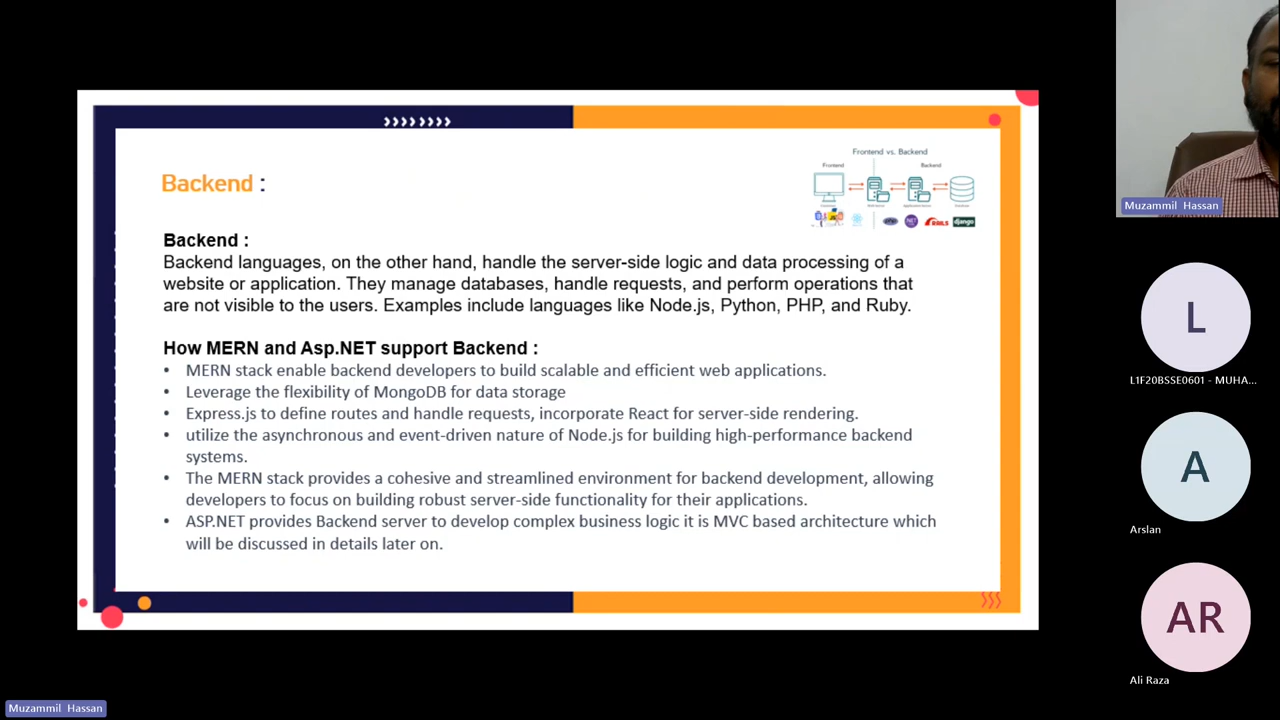 Frontend vs. Backend
Frontend
Backend
Backend :
Backend :
Backend languages, on the other hand, handle the server-side logic and data processing of a
website or application. They manage databases, handle requests, and perform operations that
are not visible to the users. Examples include languages like Node.js, Python, PHP, and Ruby.
How MERN and Asp.NET support Backend :
• MERN stack enable backend developers to build scalable and efficient web applications.
• Leverage the flexibility of MongoDB for data storage
• Express.js to define routes and handle requests, incorporate React for server-side rendering.
• utilize the asynchronous and event-driven nature of Node.js for building high-performance backend
systems.
• The MERN stack provides a cohesive and streamlined environment for backend development, allowing
developers to focus on building robust server-side functionality for their applications.
• ASP.NET provides Backend server to develop complex business logic it is MVC based architecture which
will be discussed in details later on.
php
NET
RAILS
django
Muzammil Hassan
L
L1F20BSSE0601 - MUHA...
A
Arslan
AR
Ali Raza
Muzammil Hassan